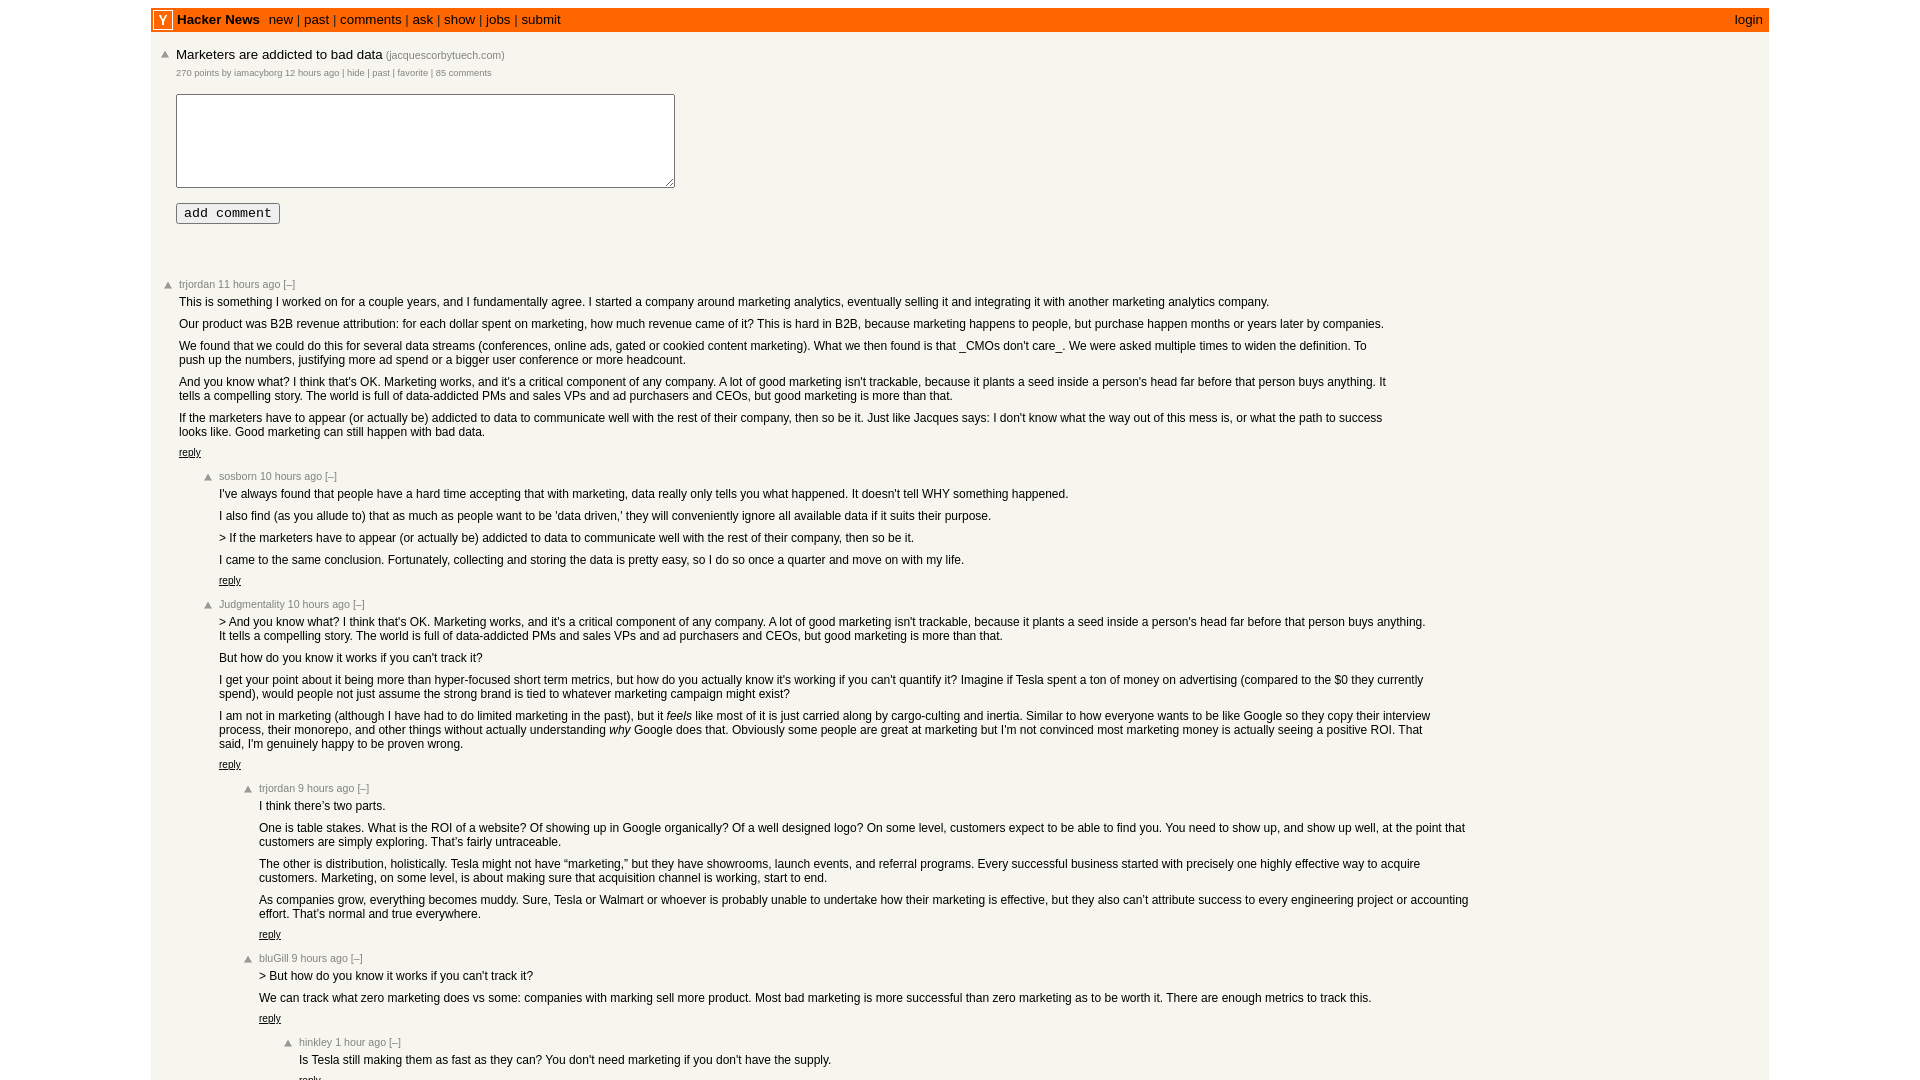 Y Hacker News new | past | comments | ask | show | jobs | submit login
Marketers are addicted to bad data (jacquescorbytuech.com)
270 points by iamacyborg 12 hours ago | hide | past | favorite | 85 comments
add comment
trjordan 11 hours ago [–]
This is something I worked on for a couple years, and I fundamentally agree. I started a company around marketing analytics, eventually selling it and integrating it with another marketing analytics company.
Our product was B2B revenue attribution: for each dollar spent on marketing, how much revenue came of it? This is hard in B2B, because marketing happens to people, but purchase happen months or years later by companies.
We found that we could do this for several data streams (conferences, online ads, gated or cookied content marketing). What we then found is that _CMOs don't care_. We were asked multiple times to widen the definition. To
push up the numbers, justifying more ad spend or a bigger user conference or more headcount.
And you know what? I think that's OK. Marketing works, and it's a critical component of any company. A lot of good marketing isn't trackable, because it plants a seed inside a person's head far before that person buys anything. It
tells a compelling story. The world is full of data-addicted PMs and sales VPs and ad purchasers and CEOs, but good marketing is more than that.
If the marketers have to appear (or actually be) addicted to data to communicate well with the rest of their company, then so be it. Just like Jacques says: I don't know what the way out of this mess is, or what the path to success
looks like. Good marketing can still happen with bad data.
reply
sosborn 10 hours ago [–]
I've always found that people have a hard time accepting that with marketing, data really only tells you what happened. It doesn't tell WHY something happened.
I also find (as you allude to) that as much as people want to be 'data driven,' they will conveniently ignore all available data if it suits their purpose.
> If the marketers have to appear (or actually be) addicted to data to communicate well with the rest of their company, then so be it.
I came to the same conclusion. Fortunately, collecting and storing the data is pretty easy, so I do so once a quarter and move on with my life.
reply
Judgmentality 10 hours ago [–]
> And you know what? I think that's OK. Marketing works, and it's a critical component of any company. A lot of good marketing isn't trackable, because it plants a seed inside a person's head far before that person buys anything.
It tells a compelling story. The world is full of data-addicted PMs and sales VPs and ad purchasers and CEOs, but good marketing is more than that.
But how do you know it works if you can't track it?
I get your point about it being more than hyper-focused short term metrics, but how do you actually know it's working if you can't quantify it? Imagine if Tesla spent a ton of money on advertising (compared to the $0 they currently
spend), would people not just assume the strong brand is tied to whatever marketing campaign might exist?
I am not in marketing (although I have had to do limited marketing in the past), but it feels like most of it is just carried along by cargo-culting and inertia. Similar to how everyone wants to be like Google so they copy their interview
process, their monorepo, and other things without actually understanding why Google does that. Obviously some people are great at marketing but I'm not convinced most marketing money is actually seeing a positive ROI. That
said, I'm genuinely happy to be proven wrong.
reply
trjordan 9 hours ago [–]
I think there’s two parts.
One is table stakes. What is the ROI of a website? Of showing up in Google organically? Of a well designed logo? On some level, customers expect to be able to find you. You need to show up, and show up well, at the point that
customers are simply exploring. That’s fairly untraceable.
The other is distribution, holistically. Tesla might not have “marketing,” but they have showrooms, launch events, and referral programs. Every successful business started with precisely one highly effective way to acquire
customers. Marketing, on some level, is about making sure that acquisition channel is working, start to end.
As companies grow, everything becomes muddy. Sure, Tesla or Walmart or whoever is probably unable to undertake how their marketing is effective, but they also can’t attribute success to every engineering project or accounting
effort. That’s normal and true everywhere.
reply
bluGill 9 hours ago [–]
> But how do you know it works if you can't track it?
We can track what zero marketing does vs some: companies with marking sell more product. Most bad marketing is more successful than zero marketing as to be worth it. There are enough metrics to track this.
reply
hinkley 1 hour ago [–]
Is Tesla still making them as fast as they can? You don't need marketing if you don't have the supply.
reply